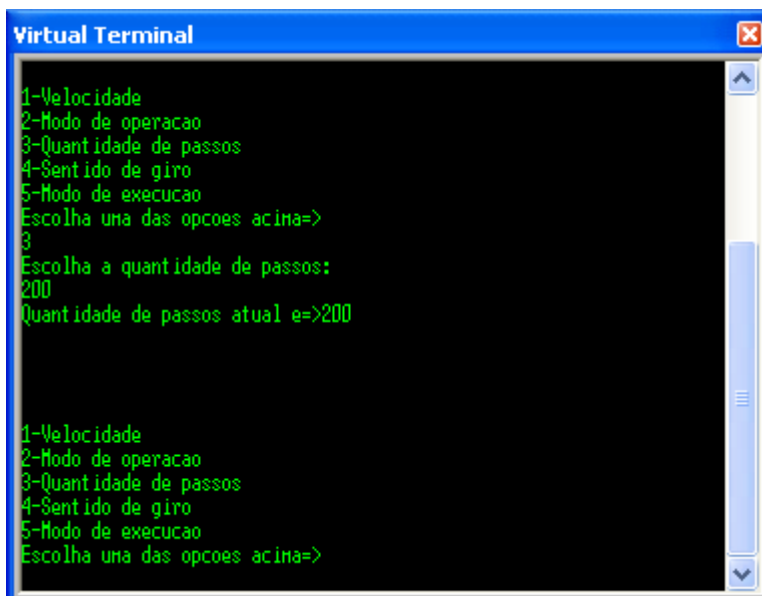 Virtual Terminal
1-Velocidade
2-Modo de operacao
3-Quantidade de passos
4-Sentido de giro
5-Modo de execucao
Escolha uma das opcoes acima=>
3
Escolha a quantidade de passos:
200
Quantidade de passos atual e=>200
1-Velocidade
2-Modo de operacao
3-Quantidade de passos
4-Sentido de giro
5-Modo de execucao
Escolha uma das opcoes acima=>